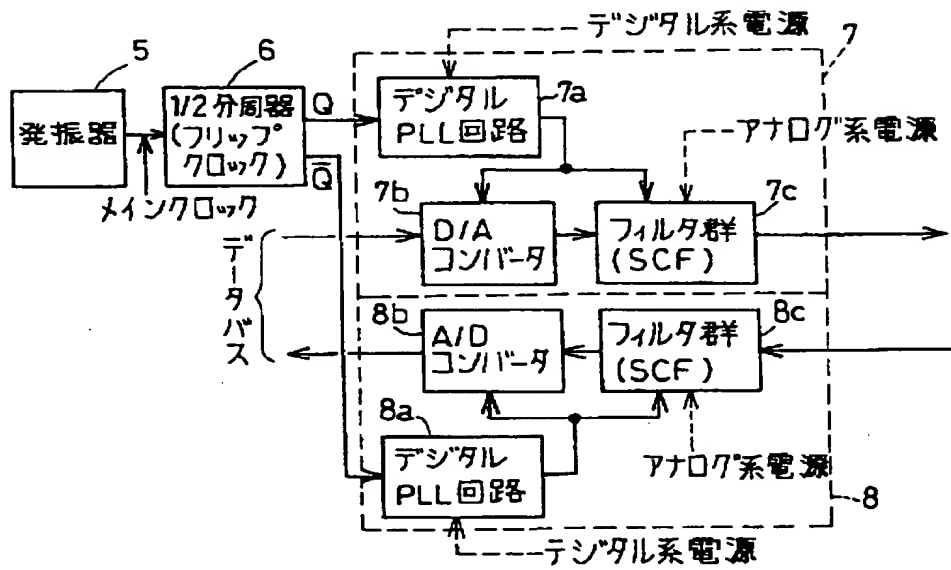 デジタル系電源
7
5
6
発振器
1/2分周器
(フリップ
クロック)
Q
Q̅
メインクロック
デジタル
PLL回路
7a
アナログ系電源
7b
D/A
コンバータ
7c
フィルタ群
(SCF)
データバス
8b
A/D
コンバータ
8c
フィルタ群
(SCF)
8a
デジタル
PLL回路
アナログ系電源
8
デジタル系電源